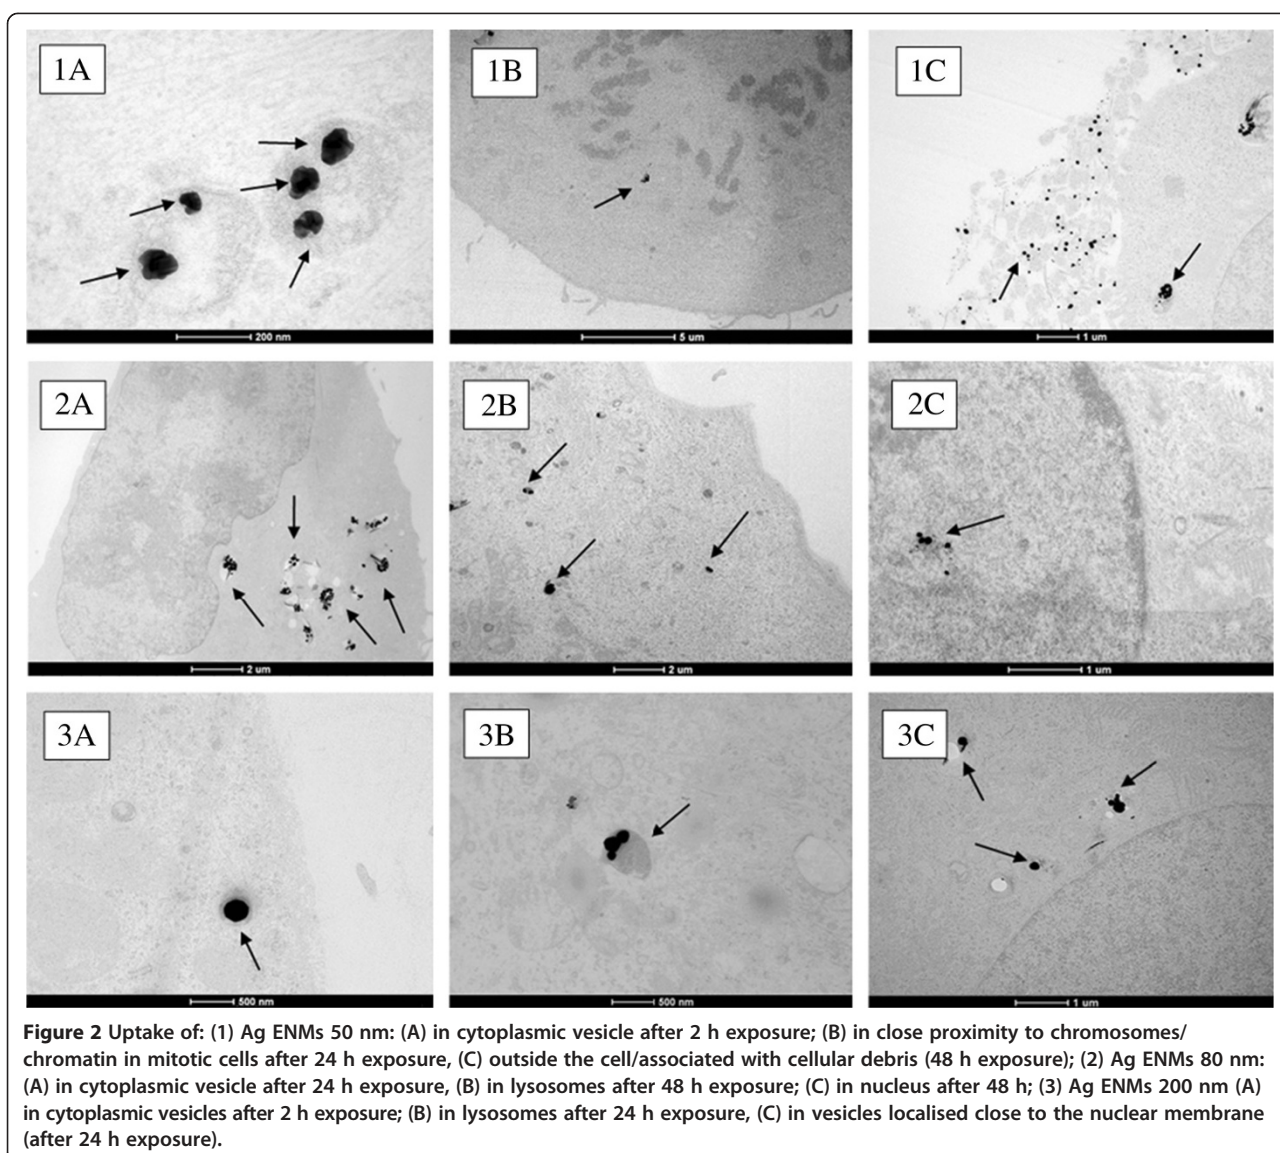 1A
1B
1C
200 nm
5 um
1 um
2A
2B
2C
2 um
2 um
1 um
3A
3B
3C
500 nm
500 nm
1 um
Figure 2 Uptake of: (1) Ag ENMs 50 nm: (A) in cytoplasmic vesicle after 2 h exposure; (B) in close proximity to chromosomes/
chromatin in mitotic cells after 24 h exposure, (C) outside the cell/associated with cellular debris (48 h exposure); (2) Ag ENMs 80 nm:
(A) in cytoplasmic vesicle after 24 h exposure, (B) in lysosomes after 48 h exposure; (C) in nucleus after 48 h; (3) Ag ENMs 200 nm (A)
in cytoplasmic vesicles after 2 h exposure; (B) in lysosomes after 24 h exposure, (C) in vesicles localised close to the nuclear membrane
(after 24 h exposure).